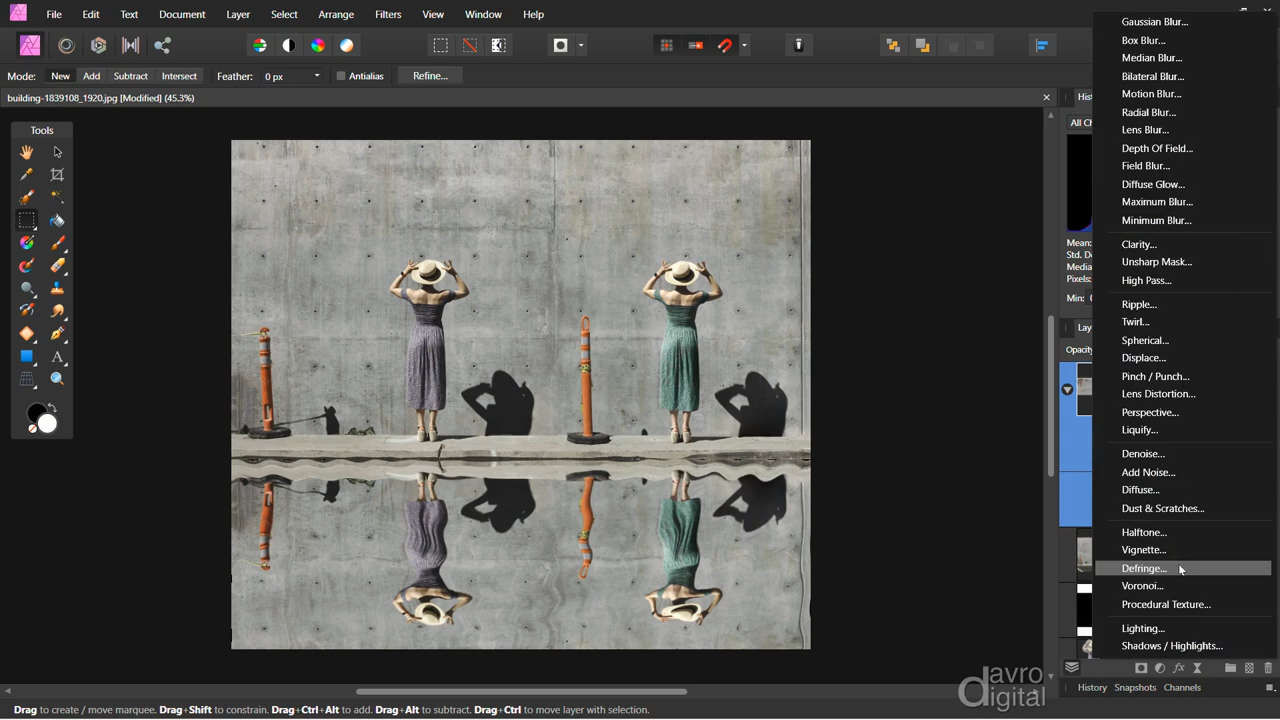 File Edit Text Document Layer Select Arrange Filters View Window Help
Mode: New Add Subtract Intersect Feather: 0 px Antialias Refine...
building-1839108_1920.jpg [Modified] (45.3%)
Tools
A
All Ch
Mean:
Std. De
Media
Pixels:
Min:
Opacity
Gaussian Blur...
Box Blur...
Median Blur...
Bilateral Blur...
Motion Blur...
Radial Blur...
Lens Blur...
Depth Of Field...
Field Blur...
Diffuse Glow...
Maximum Blur...
Minimum Blur...
Clarity...
Unsharp Mask...
High Pass...
Ripple...
Twirl...
Spherical...
Displace...
Pinch / Punch...
Lens Distortion...
Perspective...
Liquify...
Denoise...
Add Noise...
Diffuse...
Dust & Scratches...
Halftone...
Vignette...
Defringe...
Voronoi...
Procedural Texture...
Lighting...
Shadows / Highlights...
fx
davro
digital
History Snapshots Channels
Drag to create / move marquee. Drag+Shift to constrain. Drag+Ctrl+Alt to add. Drag+Alt to subtract. Drag+Ctrl to move layer with selection.